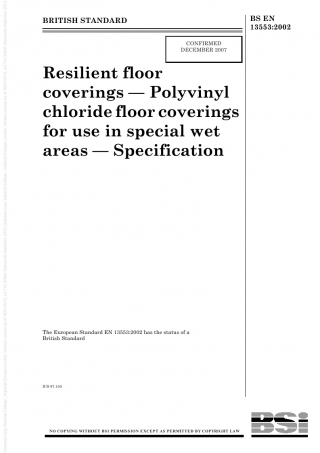 BRITISH STANDARD
BS EN
13553:2002
CONFIRMED
DECEMBER 2007
Resilient floor
coverings — Polyvinyl
chloride floor coverings
for use in special wet
areas — Specification
The European Standard EN 13553:2002 has the status of a
British Standard
ICS 97.150
NO COPYING WITHOUT BSI PERMISSION EXCEPT AS PERMITTED BY COPYRIGHT LAW
BSi